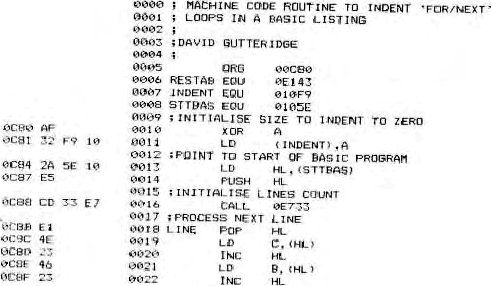 0000 ; MACHINE CODE ROUTINE TO INDENT 'FOR/NEXT'
0001 ; LOOPS IN A BASIC LISTING
0002 ;
0003 ;DAVID GUTTERIDGE
0004 ;
0005 ORG 00C80
0006 RESTAB EQU 0E143
0007 INDENT EQU 010F9
0008 STTBAS EQU 0105E
0009 ;INITIALISE SIZE TO INDENT TO ZERO
0C80 AF 0010 XOR A
0C81 32 F9 10 0011 LD (INDENT),A
0012 ;POINT TO START OF BASIC PROGRAM
0C84 2A 5E 10 0013 LD HL,(STTBAS)
0C87 E5 0014 PUSH HL
0015 ;INITIALISE LINES COUNT
0C88 CD 33 E7 0016 CALL 0E733
0017 ;PROCESS NEXT LINE
0C8B E1 0018 LINE POP HL
0C8C 4E 0019 LD C,(HL)
0C8D 23 0020 INC HL
0C8E 46 0021 LD B,(HL)
0C8F 23 0022 INC HL